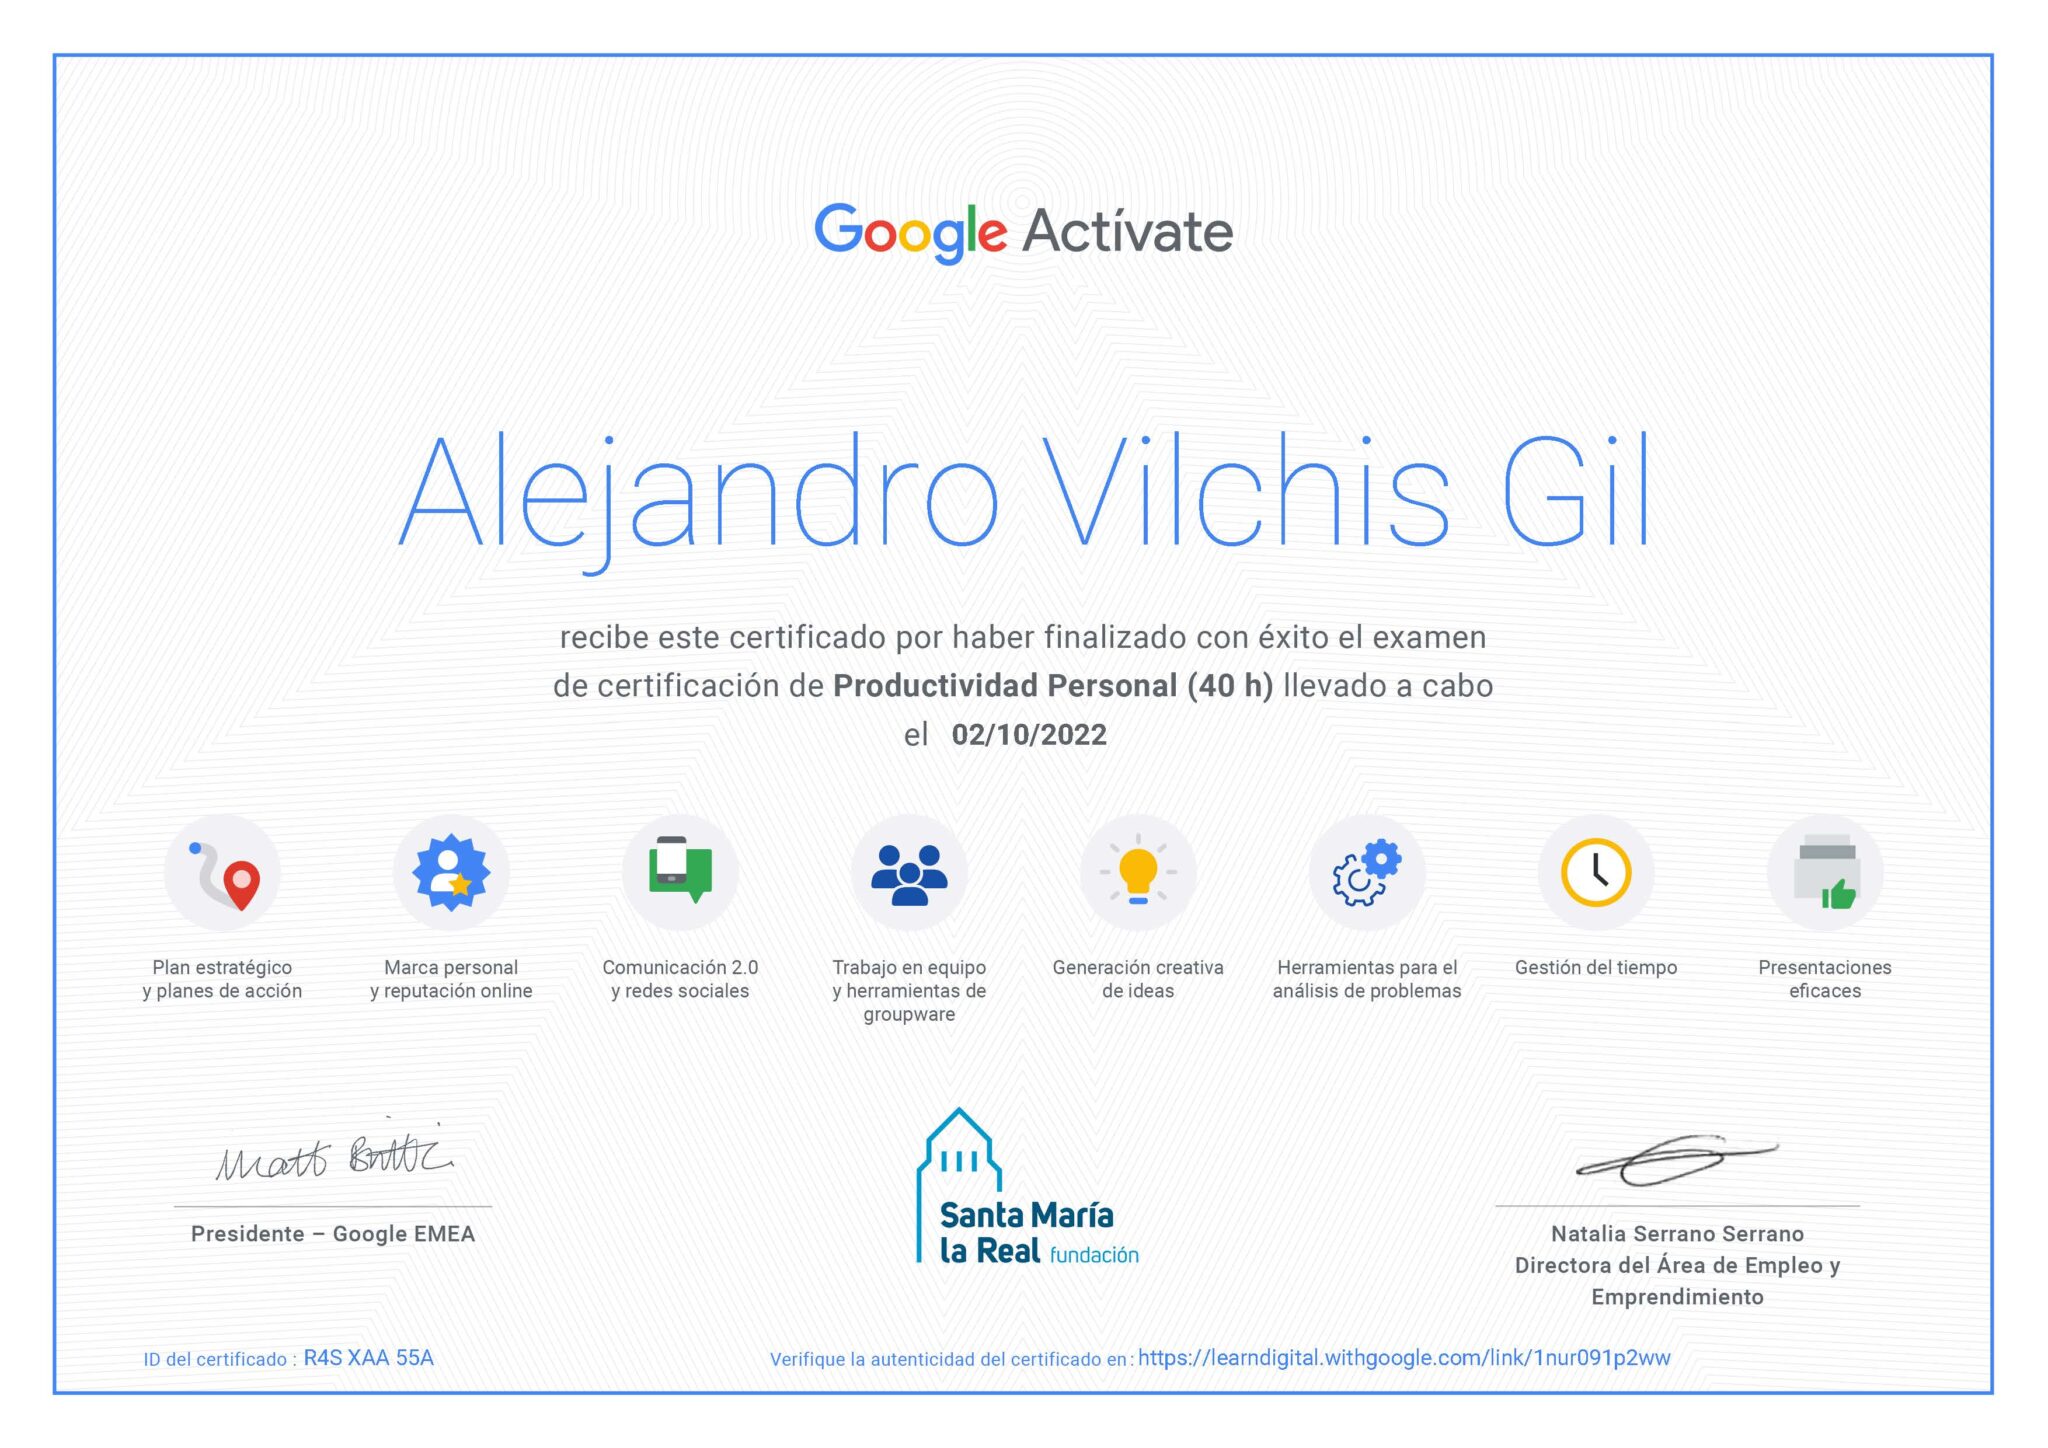 Google Actívate
Alejandro Vilchis Gil
recibe este certificado por haber finalizado con éxito el examen
de certificación de Productividad Personal (40 h) llevado a cabo
el 02/10/2022
Plan estratégico
y planes de acción
Marca personal
y reputación online
Comunicación 2.0
y redes sociales
Trabajo en equipo
y herramientas de
groupware
Generación creativa
de ideas
Herramientas para el
análisis de problemas
Gestión del tiempo
Presentaciones
eficaces
Matt Brittin
Presidente – Google EMEA
Santa María
la Real fundación
Natalia Serrano Serrano
Directora del Área de Empleo y
Emprendimiento
ID del certificado : R4S XAA 55A
Verifique la autenticidad del certificado en : https://learndigital.withgoogle.com/link/1nur091p2ww